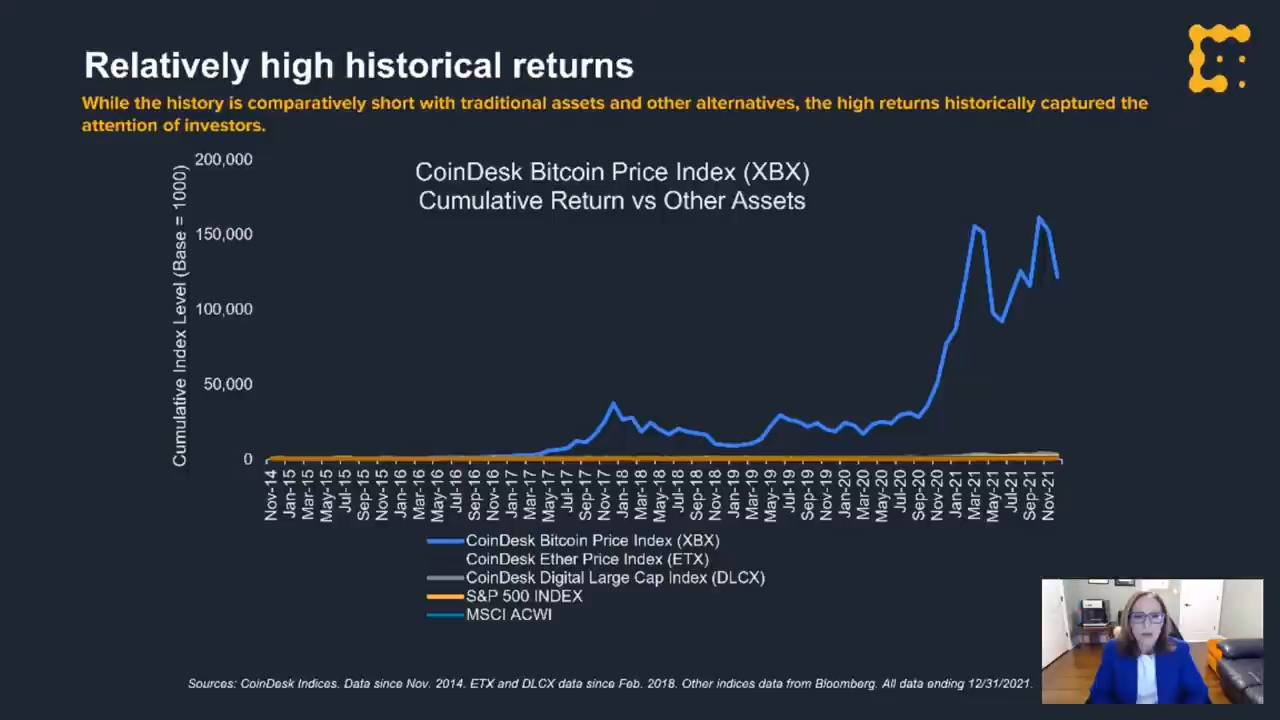 Relatively high historical returns
While the history is comparatively short with traditional assets and other alternatives, the high returns historically captured the
attention of investors.
CoinDesk Bitcoin Price Index (XBX)
Cumulative Return vs Other Assets
Cumulative Index Level (Base = 1000)
200,000
150,000
100,000
50,000
0
Nov-14
Jan-15
Mar-15
May-15
Jul-15
Sep-15
Nov-15
Jan-16
Mar-16
May-16
Jul-16
Sep-16
Nov-16
Jan-17
Mar-17
May-17
Jul-17
Sep-17
Nov-17
Jan-18
Mar-18
May-18
Jul-18
Sep-18
Nov-18
Jan-19
Mar-19
May-19
Jul-19
Sep-19
Nov-19
Jan-20
Mar-20
May-20
Jul-20
Sep-20
Nov-20
Jan-21
Mar-21
May-21
Jul-21
Sep-21
Nov-21
CoinDesk Bitcoin Price Index (XBX)
CoinDesk Ether Price Index (ETX)
CoinDesk Digital Large Cap Index (DLCX)
S&P 500 INDEX
MSCI ACWI
Sources: CoinDesk Indices. Data since Nov. 2014. ETX and DLCX data since Feb. 2018. Other indices data from Bloomberg. All data ending 12/31/2021.